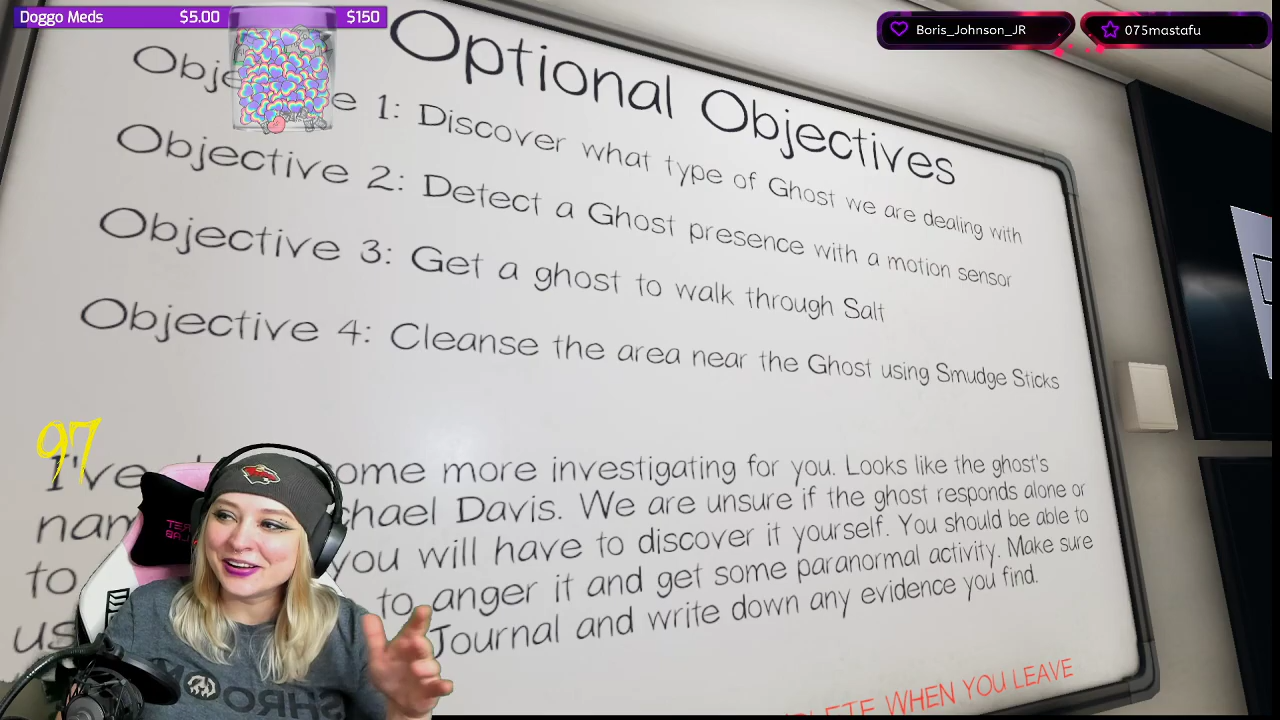 Doggo Meds $5.00 $150
Boris_Johnson_JR
075mastafu
Optional Objectives
1: Discover what type of Ghost we are dealing with
Objective 2: Detect a Ghost presence with a motion sensor
Objective 3: Get a ghost to walk through Salt
Objective 4: Cleanse the area near the Ghost using Smudge Sticks
97
I've some more investigating for you. Looks like the ghost's
Davis. We are unsure if the ghost responds alone or
to you will have to discover it yourself. You should be able to
to anger it and get some paranormal activity. Make sure
Journal and write down any evidence you find.
WHEN YOU LEAVE